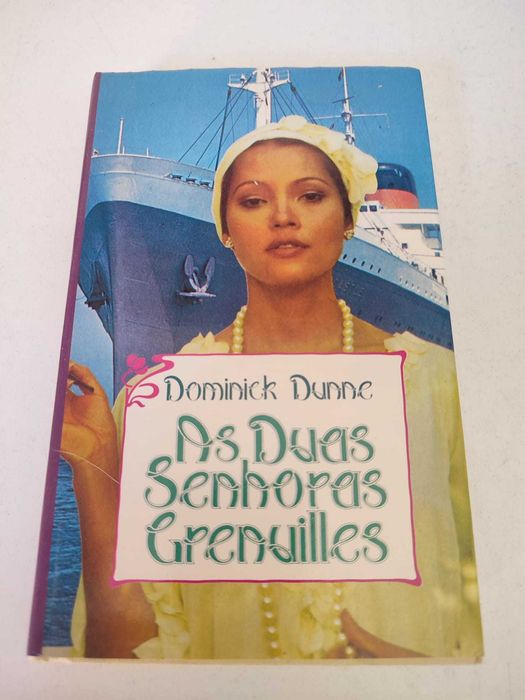 Dominick Dunne
As Duas
Senhoras
Grenvilles